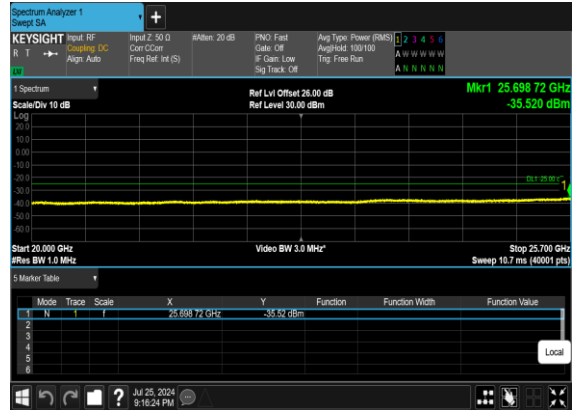 Spectrum Analyzer 1
Swept SA
+
KEYSIGHT
R T
Input: RF
Coupling: DC
Align: Auto
Input Z: 50 Ω
Corr CCorr
Freq Ref: Int (S)
#Atten: 20 dB
PNO: Fast
Gate: Off
IF Gain: Low
Sig Track: Off
Avg Type: Power (RMS)
Avg|Hold: 100/100
Trig: Free Run
1 2 3 4 5 6
A W W W W W
A N N N N N
1 Spectrum
Scale/Div 10 dB
Ref Lvl Offset 26.00 dB
Ref Level 30.00 dBm
Mkr1 25.698 72 GHz
-35.520 dBm
Log
20.0
10.0
0.00
-10.0
-20.0
-30.0
-40.0
-50.0
-60.0
1
Start 20.000 GHz
#Res BW 1.0 MHz
Video BW 3.0 MHz*
Stop 25.700 GHz
Sweep 10.7 ms (40001 pts)
5 Marker Table
Mode Trace Scale X Y Function Function Width Function Value
1 N 1 f 25.698 72 GHz -35.52 dBm
2
3
4
5
6
Local
?
Jul 25, 2024
9:16:24 PM